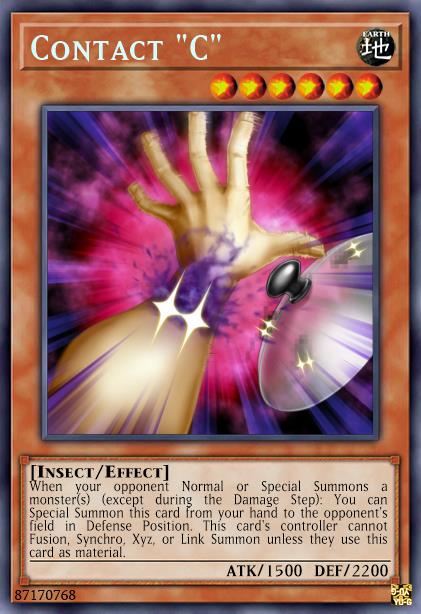 CONTACT "C"
EARTH
地
[INSECT/EFFECT]
When your opponent Normal or Special Summons a
monster(s) (except during the Damage Step): You can
Special Summon this card from your hand to the opponent's
field in Defense Position. This card's controller cannot
Fusion, Synchro, Xyz, or Link Summon unless they use this
card as material.
ATK/1500 DEF/2200
87170768